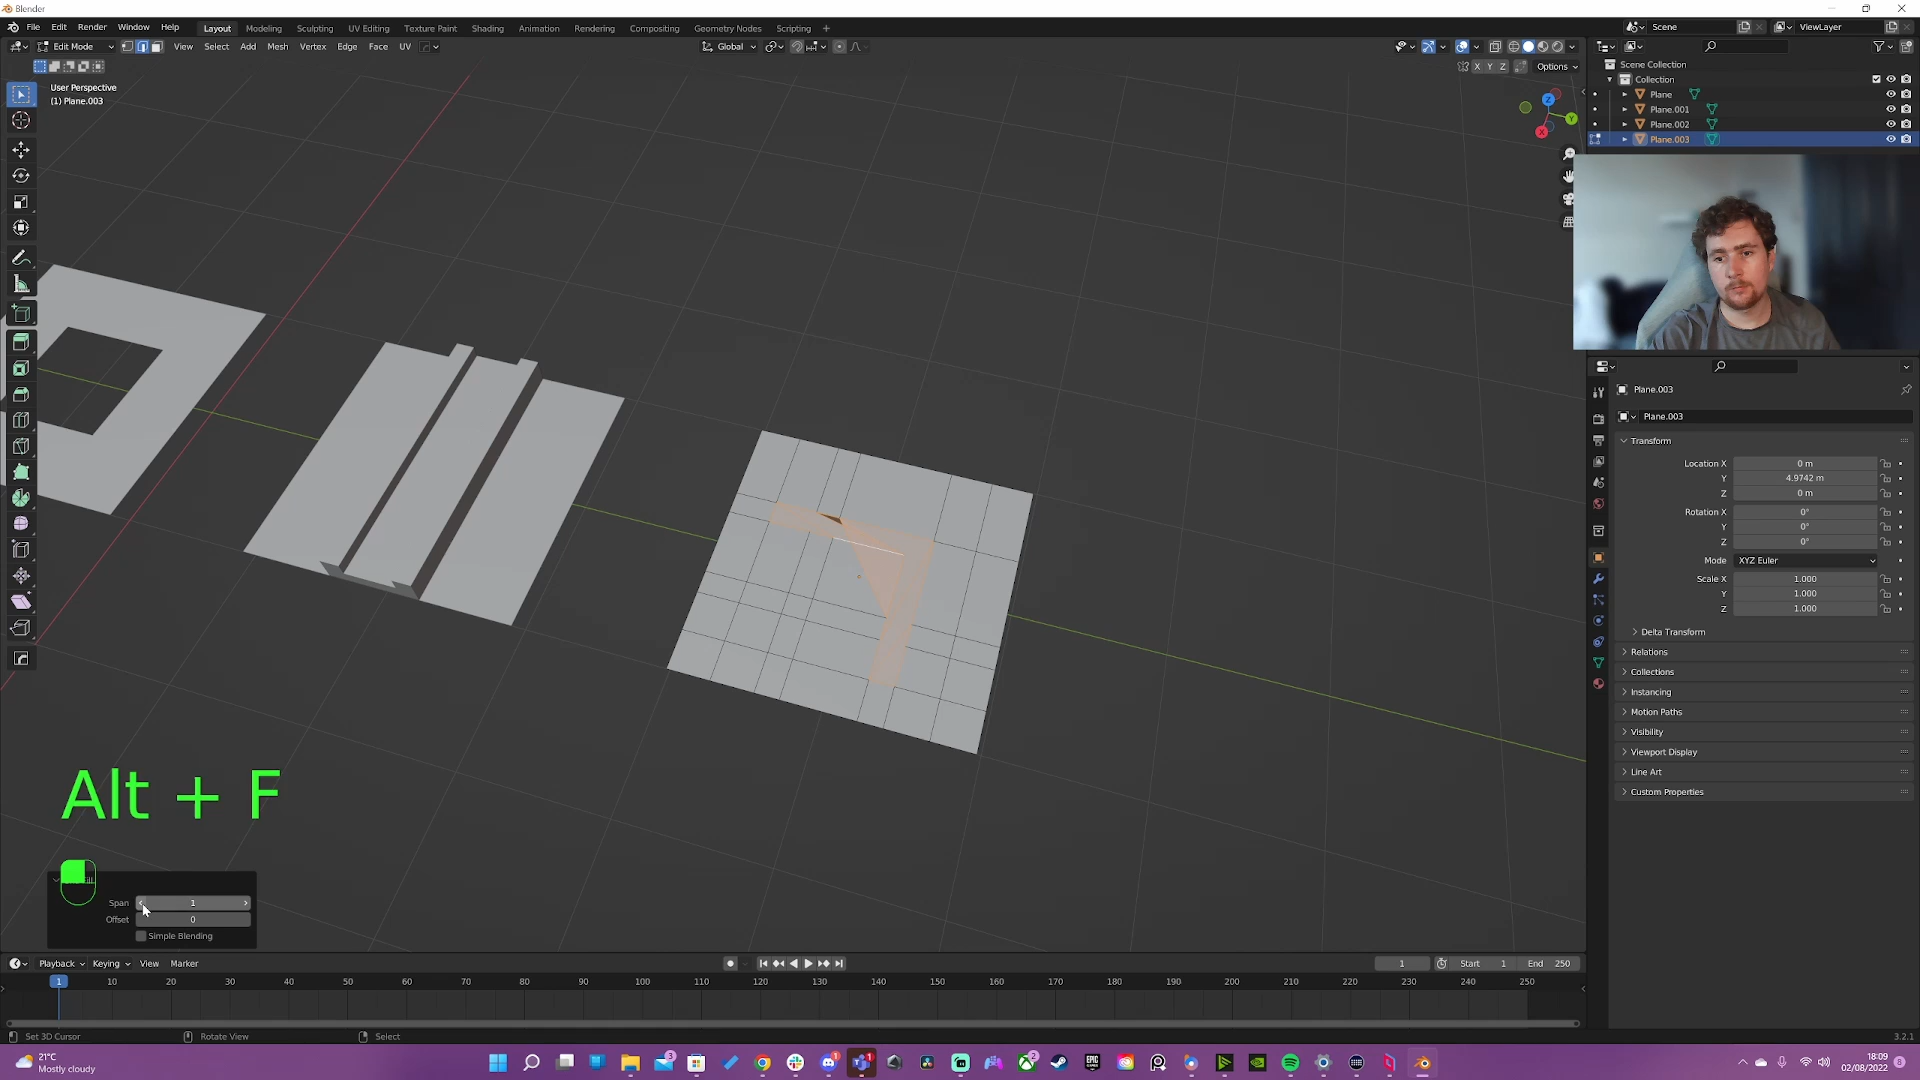 Blender
File Edit Render Window Help Layout Modeling Sculpting UV Editing Texture Paint Shading Animation Rendering Compositing Geometry Nodes Scripting + Scene ViewLayer
Edit Mode View Select Add Mesh Vertex Edge Face UV Global
X Y Z Options
User Perspective
(1) Plane.003
Scene Collection
Collection
Plane
Plane.001
Plane.002
Plane.003
Z
Y
X
Plane.003
Plane.003
Transform
Location X 0 m
Y 4.9742 m
Z 0 m
Rotation X 0°
Y 0°
Z 0°
Mode XYZ Euler
Scale X 1.000
Y 1.000
Z 1.000
Delta Transform
Relations
Collections
Instancing
Motion Paths
Visibility
Viewport Display
Line Art
Custom Properties
Alt + F
Span 1
Offset 0
Simple Blending
Playback Keying View Marker 1 Start 1 End 250
1 10 20 30 40 50 60 70 80 90 100 110 120 130 140 150 160 170 180 190 200 210 220 230 240 250
Set 3D Cursor Rotate View Select 3.2.1
21°C
Mostly cloudy
18:09
02/08/2022